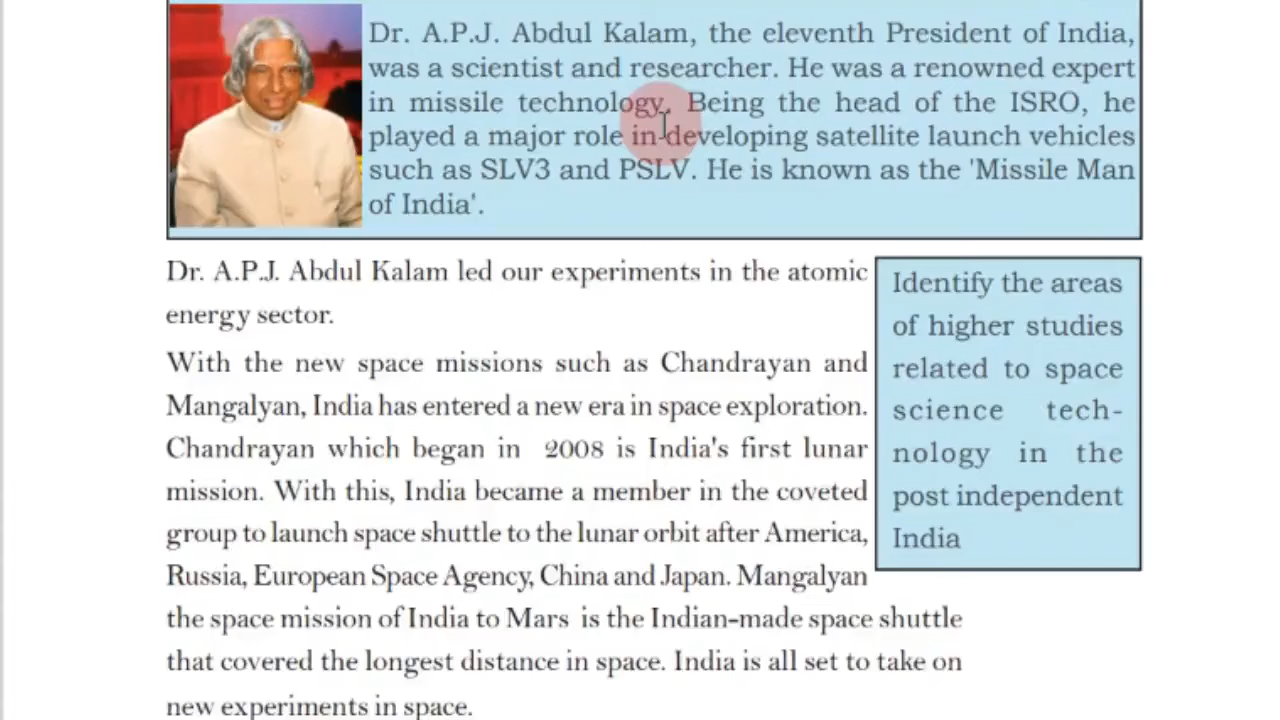 Dr. A.P.J. Abdul Kalam, the eleventh President of India,
was a scientist and researcher. He was a renowned expert
in missile technology. Being the head of the ISRO, he
played a major role in developing satellite launch vehicles
such as SLV3 and PSLV. He is known as the 'Missile Man
of India'.
Dr. A.P.J. Abdul Kalam led our experiments in the atomic
energy sector.
With the new space missions such as Chandrayan and
Mangalyan, India has entered a new era in space exploration.
Chandrayan which began in 2008 is India's first lunar
mission. With this, India became a member in the coveted
group to launch space shuttle to the lunar orbit after America,
Russia, European Space Agency, China and Japan. Mangalyan
the space mission of India to Mars is the Indian-made space shuttle
that covered the longest distance in space. India is all set to take on
new experiments in space.
Identify the areas
of higher studies
related to space
science tech-
nology in the
post independent
India